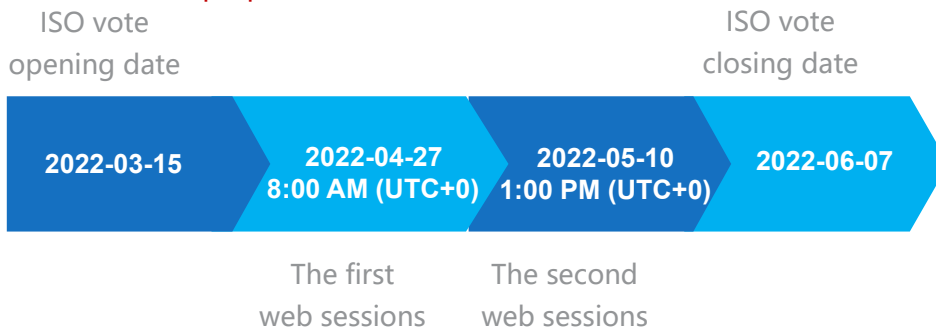 ISO vote
opening date
ISO vote
closing date
2022-03-15
2022-04-27
8:00 AM (UTC+0)
2022-05-10
1:00 PM (UTC+0)
2022-06-07
The first
web sessions
The second
web sessions